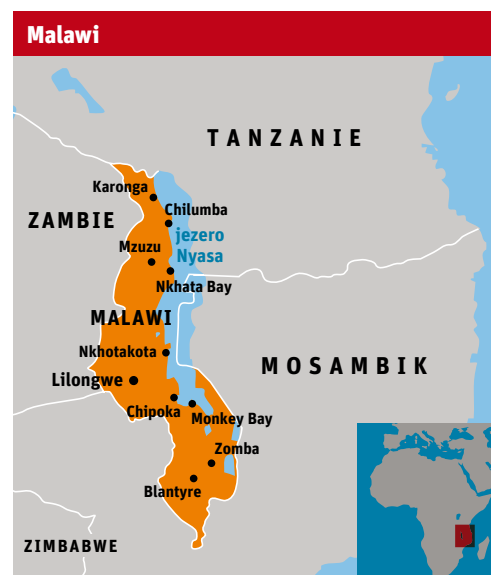 Malawi
TANZANIE
Karonga
ZAMBIE
Chilumba
jezero
Nyasa
Mzuzu
Nkhata Bay
MALAWI
Nkhotakota
MOSAMBIK
Lilongwe
Chipoka
Monkey Bay
Zomba
Blantyre
ZIMBABWE